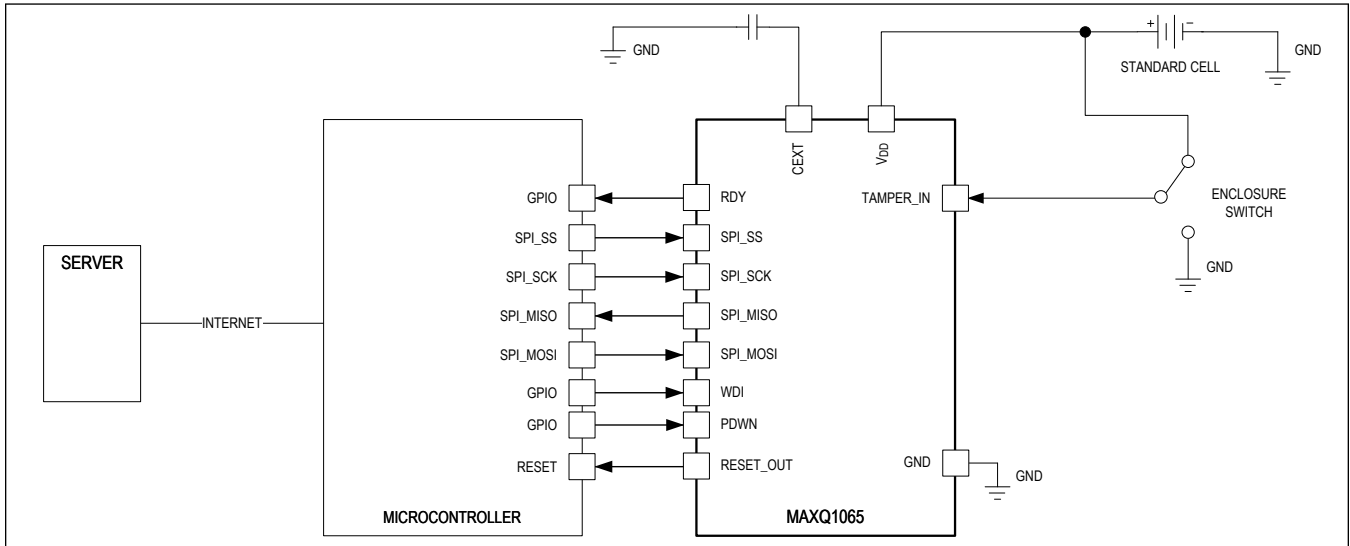 GND
+ −
STANDARD CELL
GND
CEXT
VDD
GPIO
RDY
TAMPER_IN
ENCLOSURE
SWITCH
SPI_SS
SPI_SS
SERVER
GND
SPI_SCK
SPI_SCK
INTERNET
SPI_MISO
SPI_MISO
SPI_MOSI
SPI_MOSI
GPIO
WDI
GPIO
PDWN
RESET
RESET_OUT
GND
GND
MICROCONTROLLER
MAXQ1065